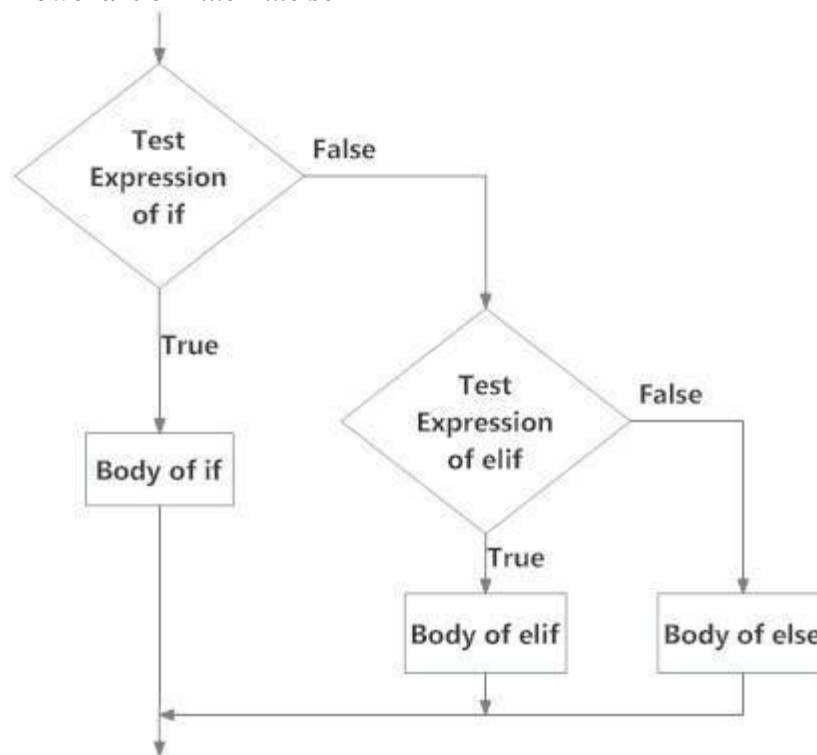 Test
Expression
of if
False
True
Test
Expression
of elif
False
Body of if
True
Body of elif
Body of else